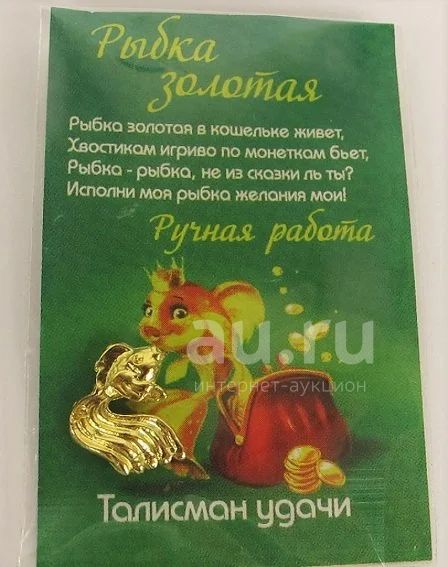 Рыбка
золотая
Рыбка золотая в кошельке живет,
Хвостикам игриво по монеткам бьет,
Рыбка - рыбка, не из сказки ль ты?
Исполни моя рыбка желания мои!
Ручная работа
au.ru
интернет-аукцион
Талисман удачи